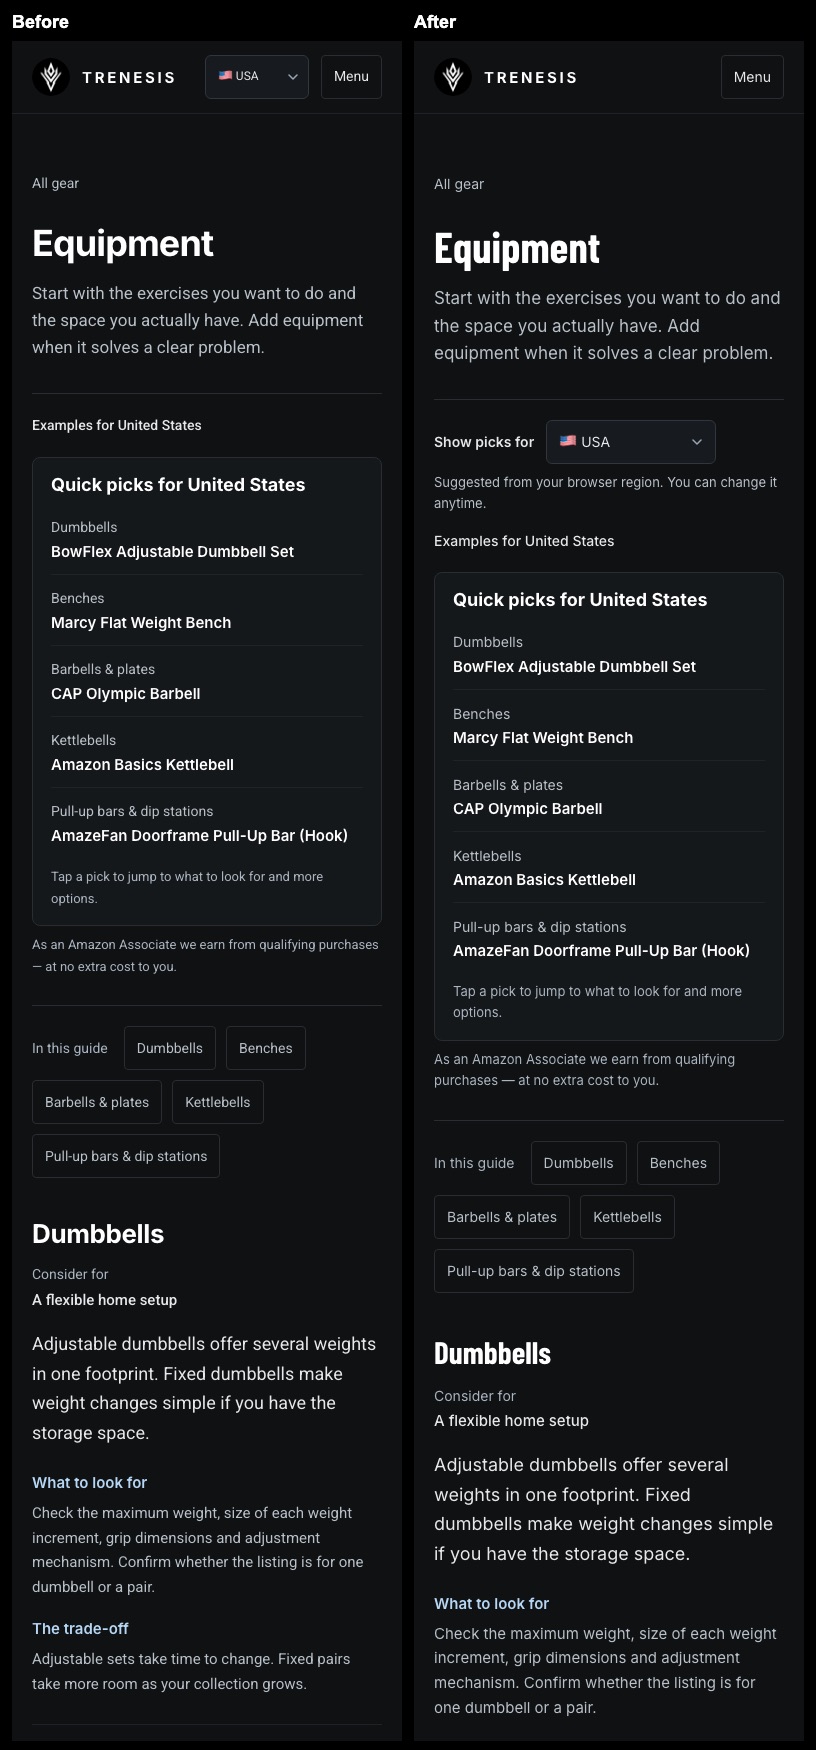 Before
TRENESIS
🇺🇸 USA
Menu
All gear
Equipment
Start with the exercises you want to do and
the space you actually have. Add equipment
when it solves a clear problem.
Examples for United States
Quick picks for United States
Dumbbells
BowFlex Adjustable Dumbbell Set
Benches
Marcy Flat Weight Bench
Barbells & plates
CAP Olympic Barbell
Kettlebells
Amazon Basics Kettlebell
Pull-up bars & dip stations
AmazeFan Doorframe Pull-Up Bar (Hook)
Tap a pick to jump to what to look for and more
options.
As an Amazon Associate we earn from qualifying purchases
— at no extra cost to you.
In this guide
Dumbbells
Benches
Barbells & plates
Kettlebells
Pull-up bars & dip stations
Dumbbells
Consider for
A flexible home setup
Adjustable dumbbells offer several weights
in one footprint. Fixed dumbbells make
weight changes simple if you have the
storage space.
What to look for
Check the maximum weight, size of each weight
increment, grip dimensions and adjustment
mechanism. Confirm whether the listing is for one
dumbbell or a pair.
The trade-off
Adjustable sets take time to change. Fixed pairs
take more room as your collection grows.
After
TRENESIS
Menu
All gear
Equipment
Start with the exercises you want to do and
the space you actually have. Add
equipment when it solves a clear problem.
Show picks for
🇺🇸 USA
Suggested from your browser region. You can change it
anytime.
Examples for United States
Quick picks for United States
Dumbbells
BowFlex Adjustable Dumbbell Set
Benches
Marcy Flat Weight Bench
Barbells & plates
CAP Olympic Barbell
Kettlebells
Amazon Basics Kettlebell
Pull-up bars & dip stations
AmazeFan Doorframe Pull-Up Bar (Hook)
Tap a pick to jump to what to look for and more
options.
As an Amazon Associate we earn from qualifying
purchases — at no extra cost to you.
In this guide
Dumbbells
Benches
Barbells & plates
Kettlebells
Pull-up bars & dip stations
Dumbbells
Consider for
A flexible home setup
Adjustable dumbbells offer several
weights in one footprint. Fixed
dumbbells make weight changes simple
if you have the storage space.
What to look for
Check the maximum weight, size of each weight
increment, grip dimensions and adjustment
mechanism. Confirm whether the listing is for
one dumbbell or a pair.